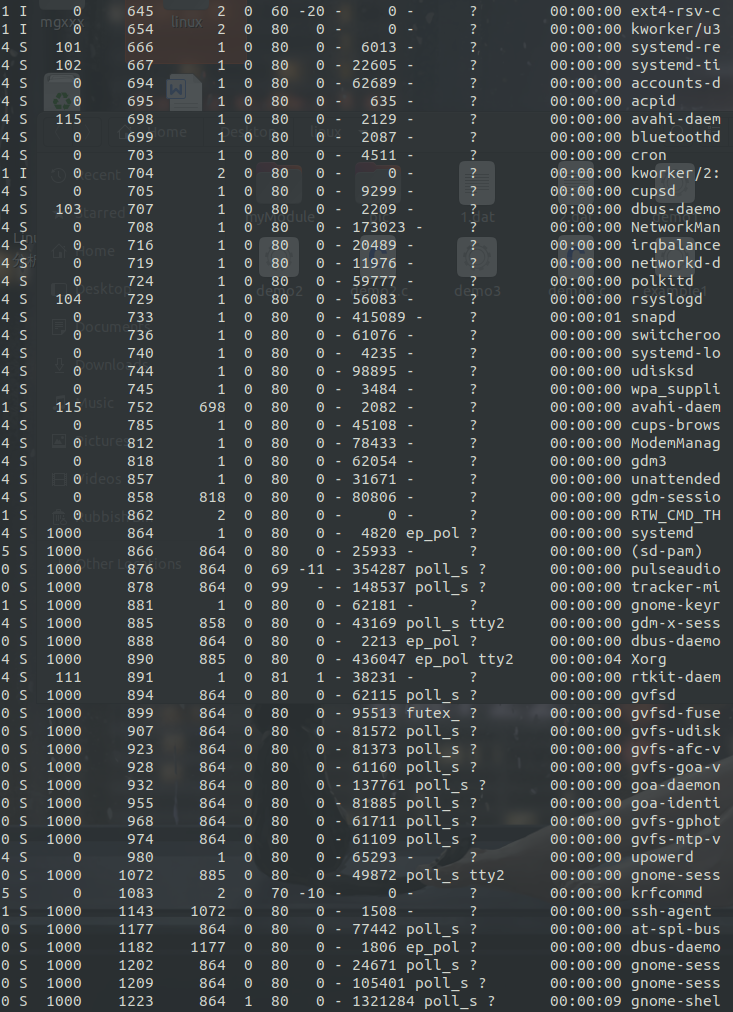 1 I 0 645 2 0 60 -20 - 0 - ? 00:00:00 ext4-rsv-c
1 I 0 654 2 0 80 0 - 0 - ? 00:00:00 kworker/u3
4 S 101 666 1 0 80 0 - 6013 - ? 00:00:00 systemd-re
4 S 102 667 1 0 80 0 - 22605 - ? 00:00:00 systemd-ti
4 S 0 694 1 0 80 0 - 62689 - ? 00:00:00 accounts-d
4 S 0 695 1 0 80 0 - 635 - ? 00:00:00 acpid
4 S 115 698 1 0 80 0 - 2129 - ? 00:00:00 avahi-daem
4 S 0 699 1 0 80 0 - 2087 - ? 00:00:00 bluetoothd
4 S 0 703 1 0 80 0 - 4511 - ? 00:00:00 cron
1 I 0 704 2 0 80 0 - 0 - ? 00:00:00 kworker/2:
4 S 0 705 1 0 80 0 - 9299 - ? 00:00:00 cupsd
4 S 103 707 1 0 80 0 - 2209 - ? 00:00:00 dbus-daemo
4 S 0 708 1 0 80 0 - 173023 - ? 00:00:00 NetworkMan
4 S 0 716 1 0 80 0 - 20489 - ? 00:00:00 irqbalance
4 S 0 719 1 0 80 0 - 11976 - ? 00:00:00 networkd-d
4 S 0 724 1 0 80 0 - 59777 - ? 00:00:00 polkitd
4 S 104 729 1 0 80 0 - 56083 - ? 00:00:00 rsyslogd
4 S 0 733 1 0 80 0 - 415089 - ? 00:00:01 snapd
4 S 0 736 1 0 80 0 - 61076 - ? 00:00:00 switcheroo
4 S 0 740 1 0 80 0 - 4235 - ? 00:00:00 systemd-lo
4 S 0 744 1 0 80 0 - 98895 - ? 00:00:00 udisksd
4 S 0 745 1 0 80 0 - 3484 - ? 00:00:00 wpa_suppli
1 S 115 752 698 0 80 0 - 2082 - ? 00:00:00 avahi-daem
4 S 0 785 1 0 80 0 - 45108 - ? 00:00:00 cups-brows
4 S 0 812 1 0 80 0 - 78433 - ? 00:00:00 ModemManag
4 S 0 818 1 0 80 0 - 62054 - ? 00:00:00 gdm3
4 S 0 857 1 0 80 0 - 31671 - ? 00:00:00 unattended
4 S 0 858 818 0 80 0 - 80806 - ? 00:00:00 gdm-sessio
1 S 0 862 2 0 80 0 - 0 - ? 00:00:00 RTW_CMD_TH
4 S 1000 864 1 0 80 0 - 4820 ep_pol ? 00:00:00 systemd
5 S 1000 866 864 0 80 0 - 25933 - ? 00:00:00 (sd-pam)
0 S 1000 876 864 0 69 -11 - 354287 poll_s ? 00:00:00 pulseaudio
0 S 1000 878 864 0 99 - - 148537 poll_s ? 00:00:00 tracker-mi
1 S 1000 881 1 0 80 0 - 62181 - ? 00:00:00 gnome-keyr
4 S 1000 885 858 0 80 0 - 43169 poll_s tty2 00:00:00 gdm-x-sess
0 S 1000 888 864 0 80 0 - 2213 ep_pol ? 00:00:00 dbus-daemo
4 S 1000 890 885 0 80 0 - 436047 ep_pol tty2 00:00:04 Xorg
4 S 111 891 1 0 81 1 - 38231 - ? 00:00:00 rtkit-daem
0 S 1000 894 864 0 80 0 - 62115 poll_s ? 00:00:00 gvfsd
0 S 1000 899 864 0 80 0 - 95513 futex_ ? 00:00:00 gvfsd-fuse
0 S 1000 907 864 0 80 0 - 81572 poll_s ? 00:00:00 gvfs-udisk
0 S 1000 923 864 0 80 0 - 81373 poll_s ? 00:00:00 gvfs-afc-v
0 S 1000 928 864 0 80 0 - 61160 poll_s ? 00:00:00 gvfs-goa-v
0 S 1000 932 864 0 80 0 - 137761 poll_s ? 00:00:00 goa-daemon
0 S 1000 955 864 0 80 0 - 81885 poll_s ? 00:00:00 goa-identi
0 S 1000 968 864 0 80 0 - 61711 poll_s ? 00:00:00 gvfs-gphot
0 S 1000 974 864 0 80 0 - 61109 poll_s ? 00:00:00 gvfs-mtp-v
4 S 0 980 1 0 80 0 - 65293 - ? 00:00:00 upowerd
0 S 1000 1072 885 0 80 0 - 49872 poll_s tty2 00:00:00 gnome-sess
5 S 0 1083 2 0 70 -10 - 0 - ? 00:00:00 krfcommd
1 S 1000 1143 1072 0 80 0 - 1508 - ? 00:00:00 ssh-agent
0 S 1000 1177 864 0 80 0 - 77442 poll_s ? 00:00:00 at-spi-bus
0 S 1000 1182 1177 0 80 0 - 1806 ep_pol ? 00:00:00 dbus-daemo
0 S 1000 1202 864 0 80 0 - 24671 poll_s ? 00:00:00 gnome-sess
0 S 1000 1209 864 0 80 0 - 105401 poll_s ? 00:00:00 gnome-sess
0 S 1000 1223 864 1 80 0 - 1321284 poll_s ? 00:00:09 gnome-shel
mgxxx
linux
Home
Desktop
Recent
Starred
Home
Desktop
Documents
Downloads
Music
Pictures
Videos
Rubbish
Other Locations
myModule
1.dat
demo2
demo2.c
demo3